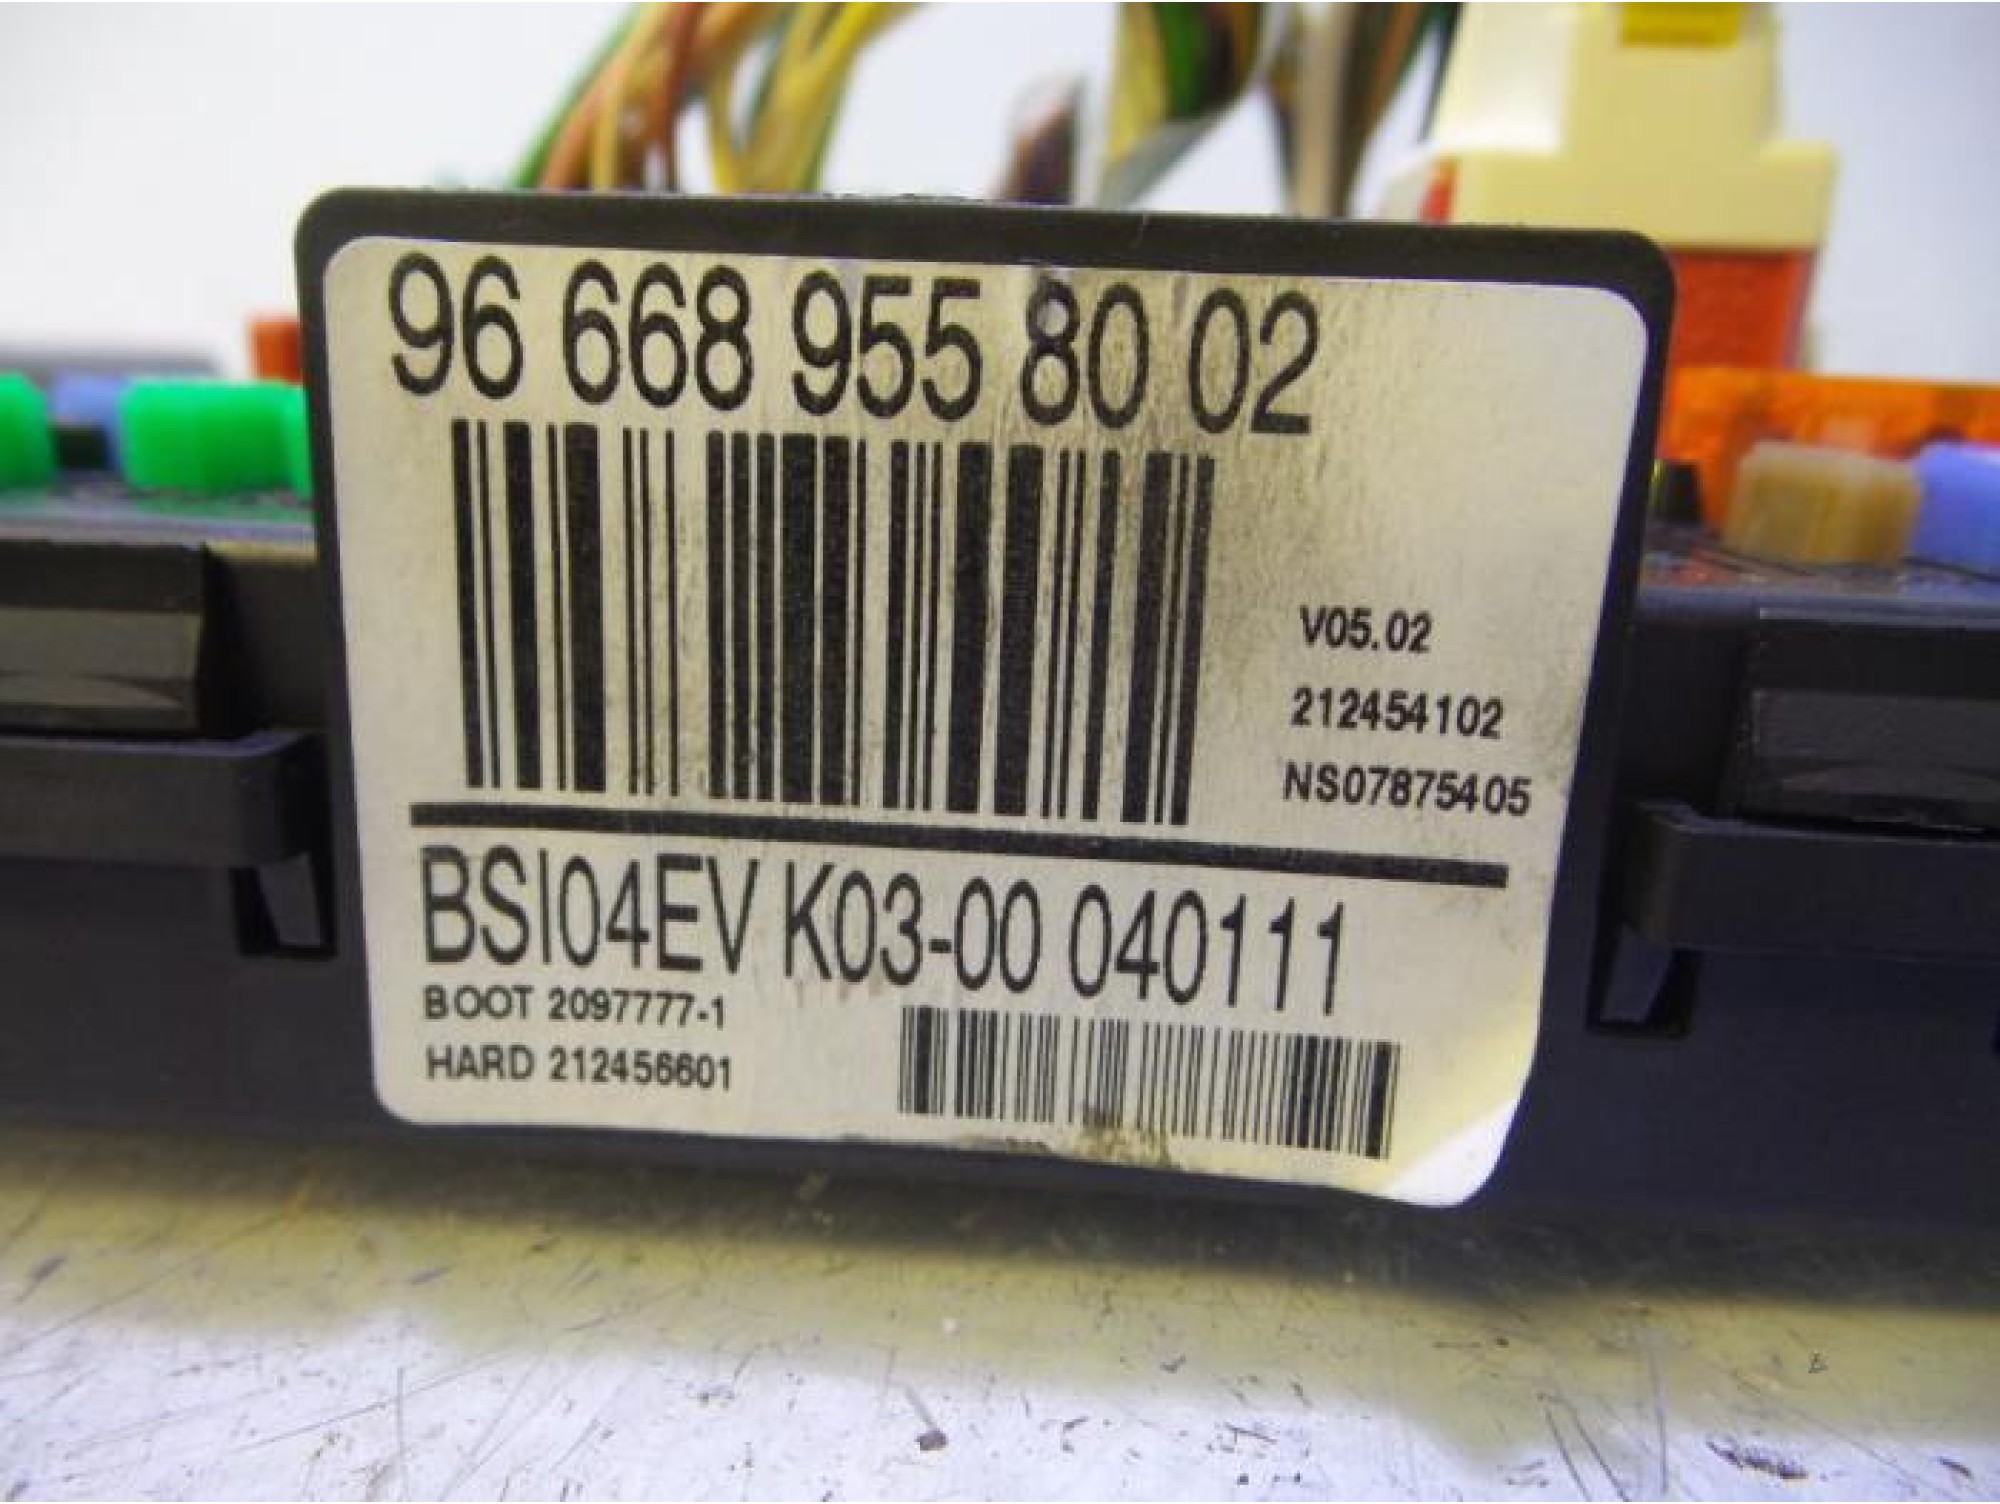 96 668 955 80 02
V05.02
212454102
NS07875405
BSI04EV K03-00 040111
BOOT 2097777-1
HARD 212456601